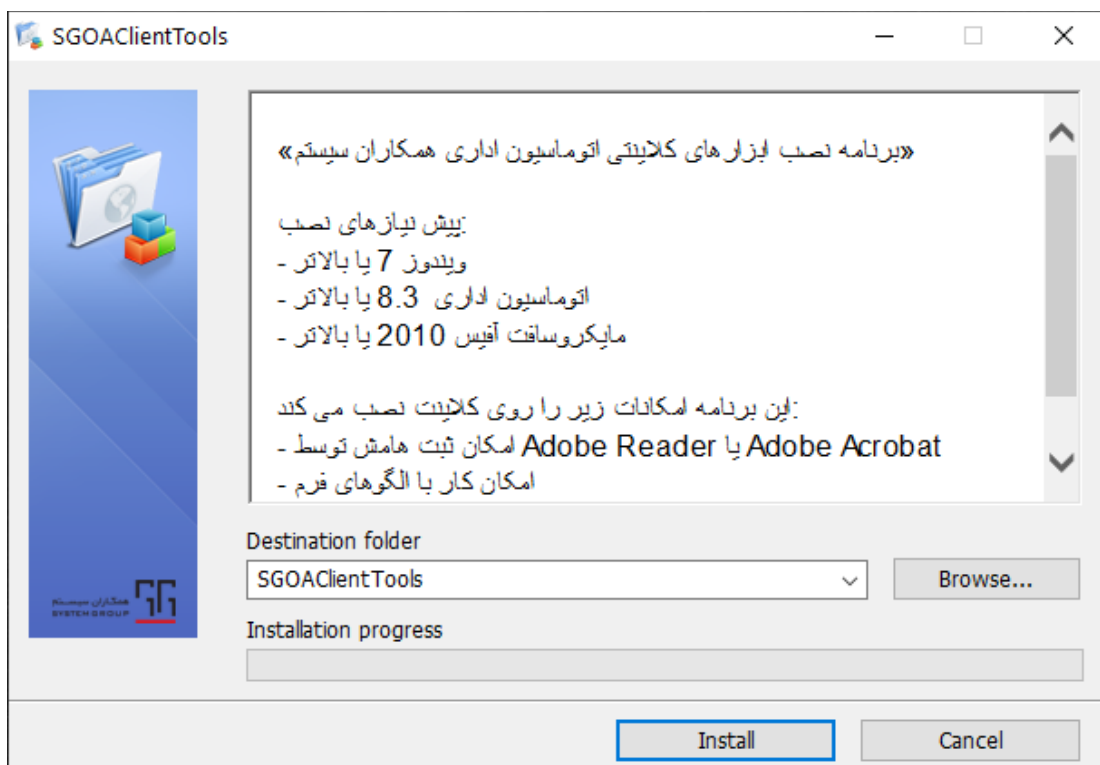 SGOAClientTools
«برنامه نصب ابزارهای کلاینتی اتوماسیون اداری همکاران سیستم»
پیش نیازهای نصب:
ویندوز 7 یا بالاتر -
اتوماسیون اداری 8.3 یا بالاتر -
مایکروسافت آفیس 2010 یا بالاتر -
این برنامه امکانات زیر را روی کلاینت نصب می کند:
امکان ثبت هامش توسط Adobe Reader یا Adobe Acrobat -
امکان کار با الگوهای فرم -
همکاران سیستم
SYSTEM GROUP
Destination folder
SGOAClientTools
Browse...
Installation progress
Install
Cancel